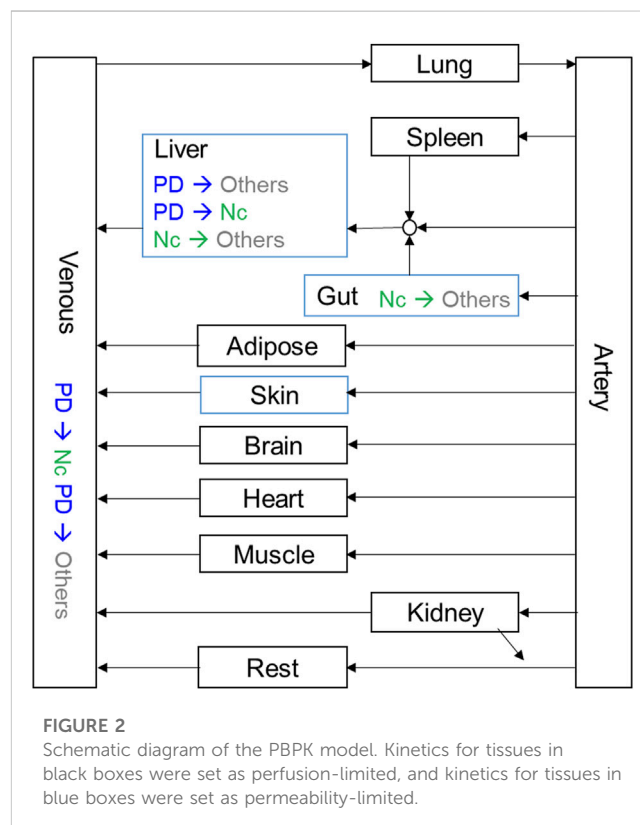 Lung
Spleen
Liver
PD → Others
PD → Nc
Nc → Others
Gut Nc → Others
Venous PD → Nc PD → Others
Artery
Adipose
Skin
Brain
Heart
Muscle
Kidney
Rest
FIGURE 2
Schematic diagram of the PBPK model. Kinetics for tissues in
black boxes were set as perfusion-limited, and kinetics for tissues in
blue boxes were set as permeability-limited.